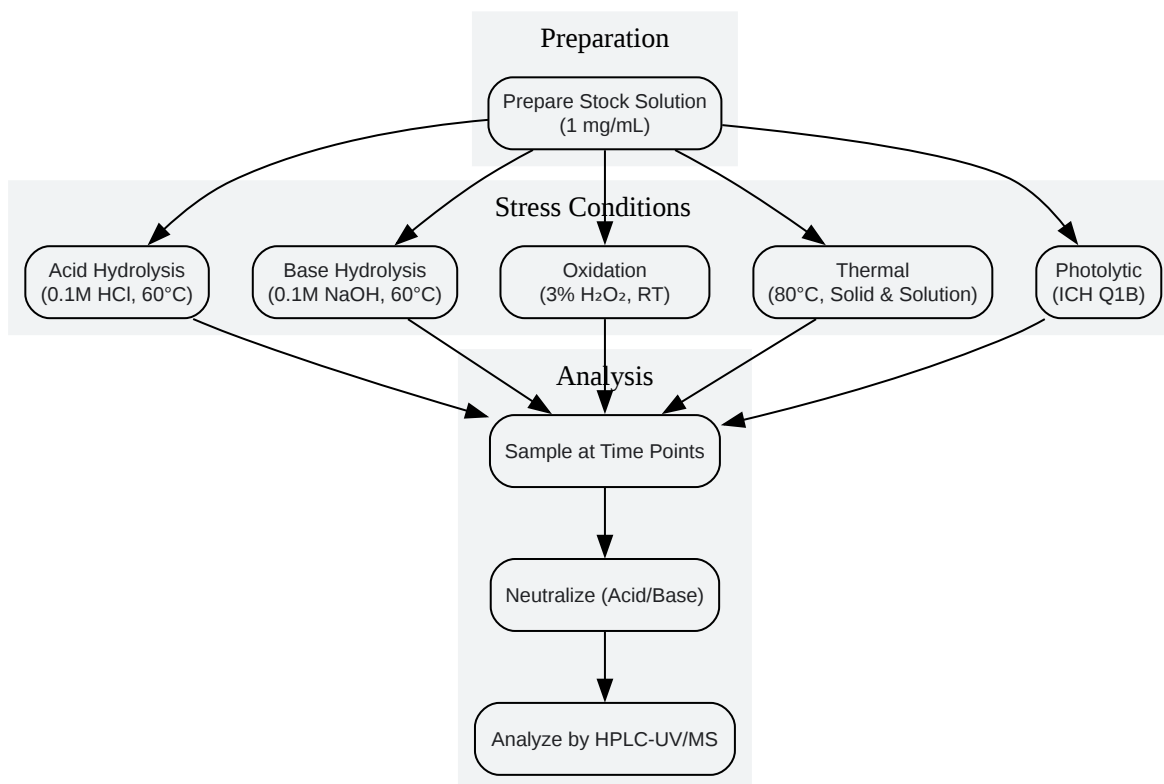 Preparation
Prepare Stock Solution
(1 mg/mL)
Stress Conditions
Acid Hydrolysis
(0.1M HCl, 60°C)
Base Hydrolysis
(0.1M NaOH, 60°C)
Oxidation
(3% H₂O₂, RT)
Thermal
(80°C, Solid & Solution)
Photolytic
(ICH Q1B)
Analysis
Sample at Time Points
Neutralize (Acid/Base)
Analyze by HPLC-UV/MS